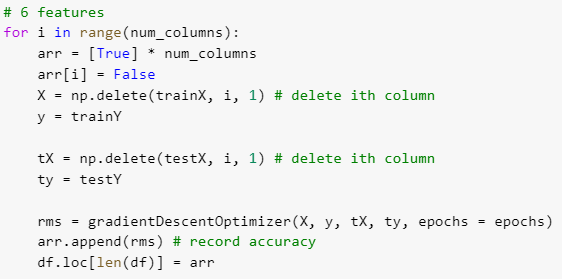 # 6 features
for i in range(num_columns):
    arr = [True] * num_columns
    arr[i] = False
    X = np.delete(trainX, i, 1) # delete ith column
    y = trainY

    tX = np.delete(testX, i, 1) # delete ith column
    ty = testY

    rms = gradientDescentOptimizer(X, y, tX, ty, epochs = epochs)
    arr.append(rms) # record accuracy
    df.loc[len(df)] = arr